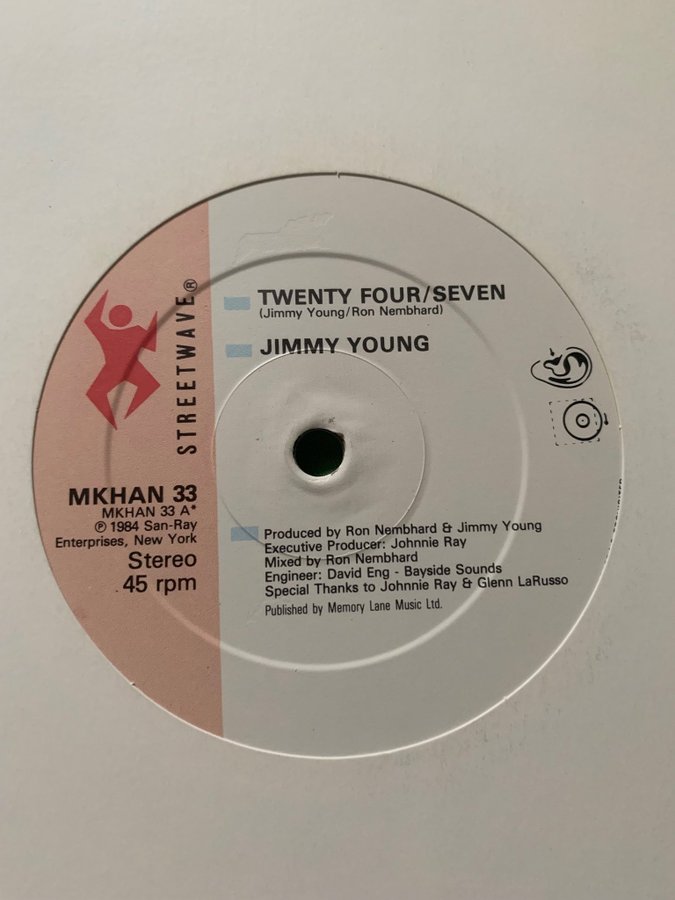 STREETWAVE®
TWENTY FOUR/SEVEN
(Jimmy Young/Ron Nembhard)
JIMMY YOUNG
MKHAN 33
MKHAN 33 A*
℗ 1984 San-Ray
Enterprises, New York
Stereo
45 rpm
Produced by Ron Nembhard & Jimmy Young
Executive Producer: Johnnie Ray
Mixed by Ron Nembhard
Engineer: David Eng - Bayside Sounds
Special Thanks to Johnnie Ray & Glenn LaRusso
Published by Memory Lane Music Ltd.